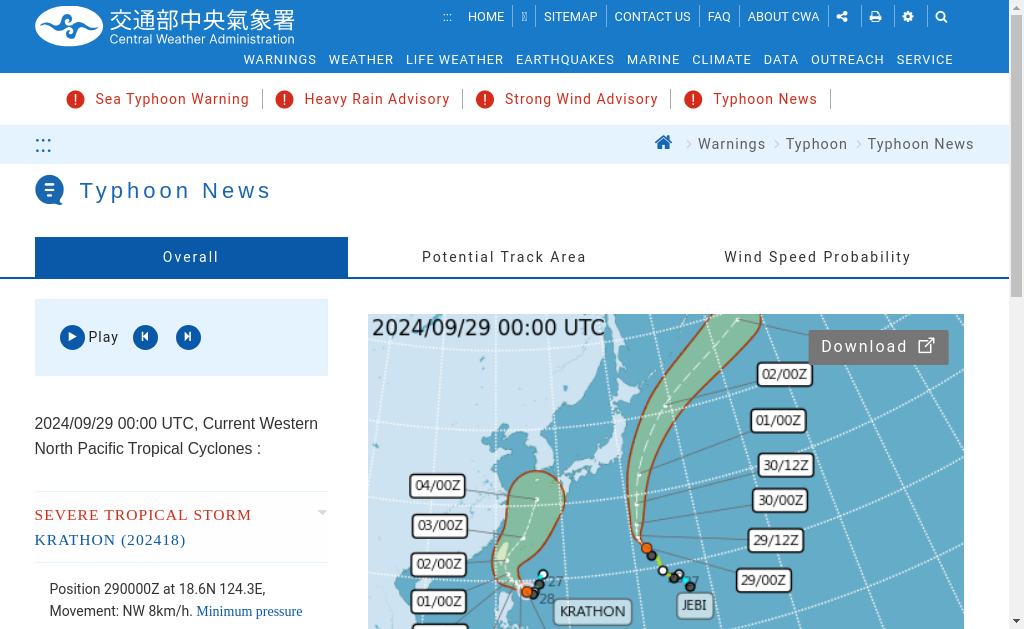 交通部中央氣象署
Central Weather Administration
::: HOME SITEMAP CONTACT US FAQ ABOUT CWA
WARNINGS WEATHER LIFE WEATHER EARTHQUAKES MARINE CLIMATE DATA OUTREACH SERVICE
Sea Typhoon Warning Heavy Rain Advisory Strong Wind Advisory Typhoon News
::: Warnings Typhoon Typhoon News
Typhoon News
Overall Potential Track Area Wind Speed Probability
Play
2024/09/29 00:00 UTC, Current Western
North Pacific Tropical Cyclones :
SEVERE TROPICAL STORM
KRATHON (202418)
Position 290000Z at 18.6N 124.3E,
Movement: NW 8km/h. Minimum pressure
2024/09/29 00:00 UTC
Download
02/00Z
01/00Z
30/12Z
30/00Z
29/12Z
29/00Z
04/00Z
03/00Z
02/00Z
01/00Z
27
28
KRATHON
27
JEBI